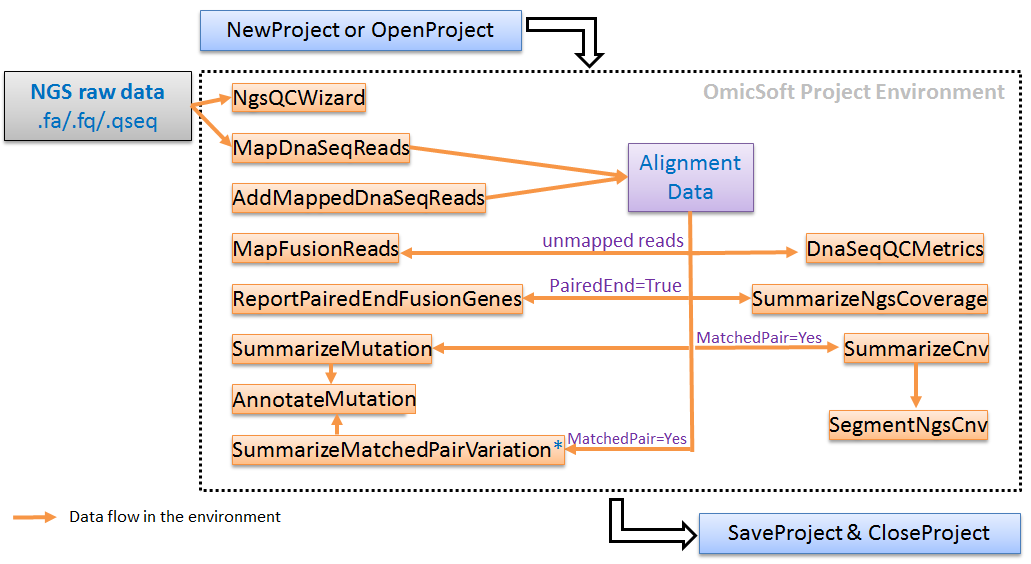 NewProject or OpenProject
NGS raw data
.fa/.fq/.qseq
OmicSoft Project Environment
NgsQCWizard
MapDnaSeqReads
Alignment
Data
AddMappedDnaSeqReads
MapFusionReads
unmapped reads
DnaSeqQCMetrics
ReportPairedEndFusionGenes
PairedEnd=True
SummarizeNgsCoverage
SummarizeMutation
MatchedPair=Yes
SummarizeCnv
AnnotateMutation
SegmentNgsCnv
SummarizeMatchedPairVariation*
MatchedPair=Yes
Data flow in the environment
SaveProject & CloseProject